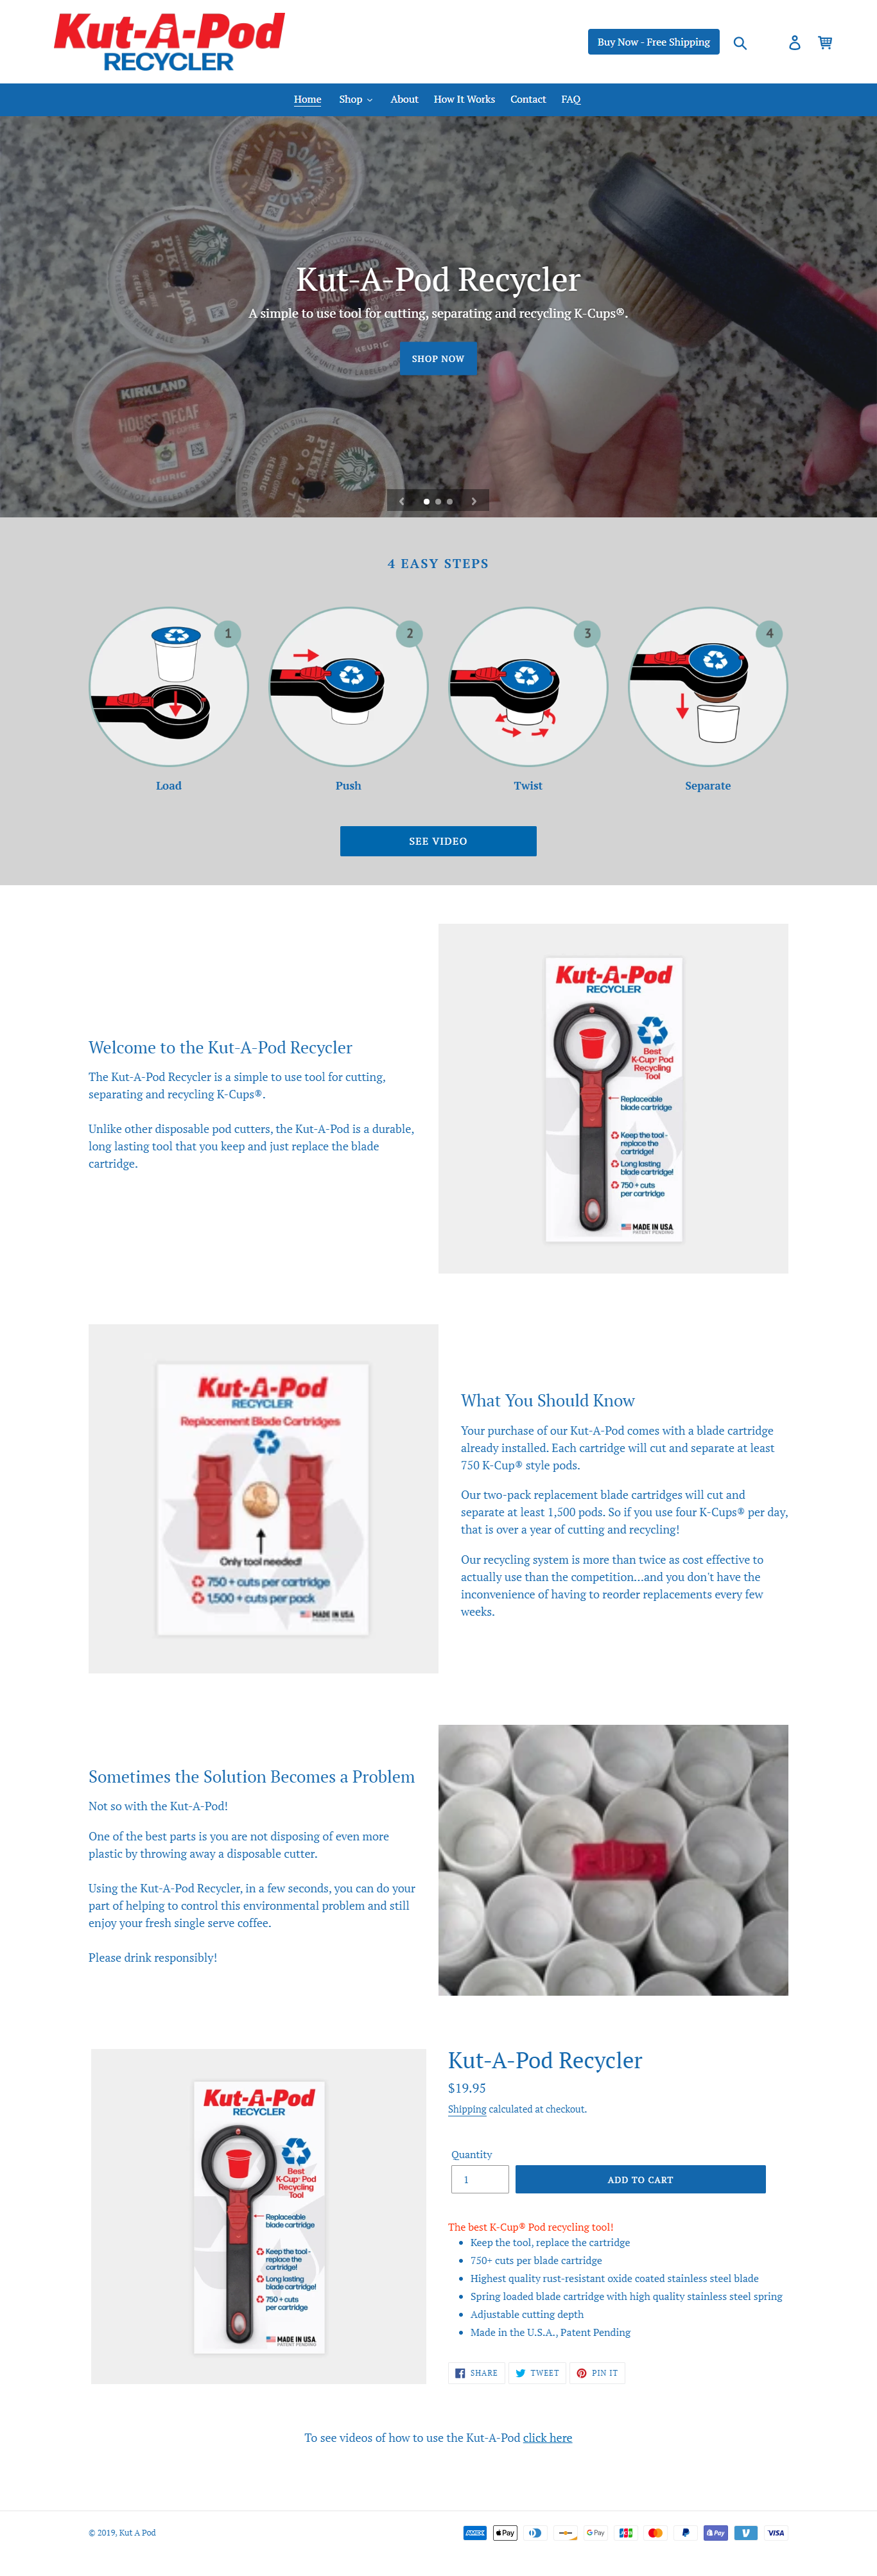 Kut-A-Pod
RECYCLER
Buy Now - Free Shipping
Home
Shop
About
How It Works
Contact
FAQ
DONUT SHOP
KIRKLAND
HOUSE DECAF
KEURIG
PIKE PLACE
ROAST
Kut-A-Pod Recycler
A simple to use tool for cutting, separating and recycling K-Cups®.
SHOP NOW
4 EASY STEPS
1
2
3
4
Load
Push
Twist
Separate
SEE VIDEO
Welcome to the Kut-A-Pod Recycler
The Kut-A-Pod Recycler is a simple to use tool for cutting,
separating and recycling K-Cups®.
Unlike other disposable pod cutters, the Kut-A-Pod is a durable,
long lasting tool that you keep and just replace the blade
cartridge.
Kut-A-Pod
RECYCLER
Best
K-Cup® Pod
Recycling
Tool
Replaceable
blade cartridge
Keep the tool -
replace the
cartridge!
Long lasting
blade cartridge!
750 + cuts
per cartridge
MADE IN USA
PATENT PENDING
Kut-A-Pod
RECYCLER
Replacement Blade Cartridges
Only tool needed!
750 + cuts per cartridge
1,500 + cuts per pack
MADE IN USA
What You Should Know
Your purchase of our Kut-A-Pod comes with a blade cartridge
already installed. Each cartridge will cut and separate at least
750 K-Cup® style pods.
Our two-pack replacement blade cartridges will cut and
separate at least 1,500 pods. So if you use four K-Cups® per day,
that is over a year of cutting and recycling!
Our recycling system is more than twice as cost effective to
actually use than the competition...and you don't have the
inconvenience of having to reorder replacements every few
weeks.
Sometimes the Solution Becomes a Problem
Not so with the Kut-A-Pod!
One of the best parts is you are not disposing of even more
plastic by throwing away a disposable cutter.
Using the Kut-A-Pod Recycler, in a few seconds, you can do your
part of helping to control this environmental problem and still
enjoy your fresh single serve coffee.
Please drink responsibly!
Kut-A-Pod
RECYCLER
Best
K-Cup® Pod
Recycling
Tool
Replaceable
blade cartridge
Keep the tool -
replace the
cartridge!
Long lasting
blade cartridge!
750 + cuts
per cartridge
MADE IN USA
PATENT PENDING
Kut-A-Pod Recycler
$19.95
Shipping calculated at checkout.
Quantity
1
ADD TO CART
The best K-Cup® Pod recycling tool!
Keep the tool, replace the cartridge
750+ cuts per blade cartridge
Highest quality rust-resistant oxide coated stainless steel blade
Spring loaded blade cartridge with high quality stainless steel spring
Adjustable cutting depth
Made in the U.S.A., Patent Pending
SHARE
TWEET
PIN IT
To see videos of how to use the Kut-A-Pod click here
© 2019, Kut A Pod
AMEX
Pay
G Pay
JCB
Pay
VISA